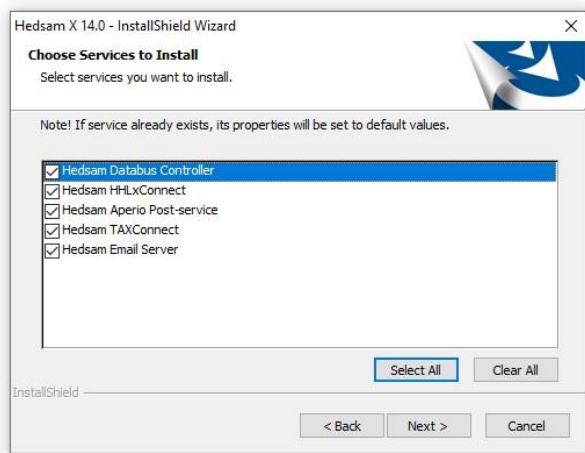 Hedsam X 14.0 - InstallShield Wizard
Choose Services to Install
Select services you want to install.
Note! If service already exists, its properties will be set to default values.
Hedsam Databus Controller
Hedsam HHLxConnect
Hedsam Aperio Post-service
Hedsam TAXConnect
Hedsam Email Server
Select All
Clear All
InstallShield
< Back
Next >
Cancel